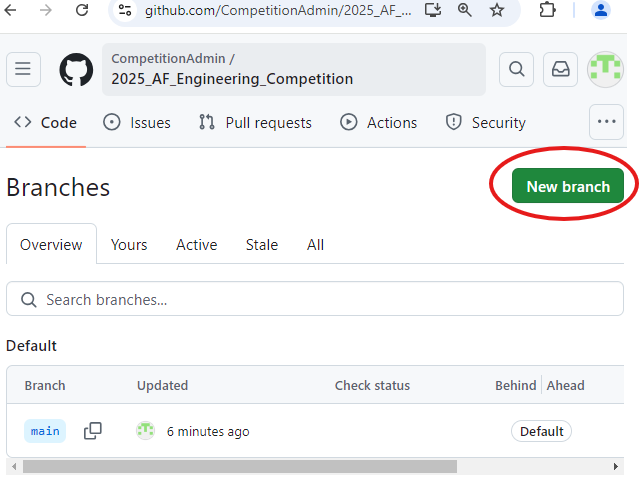 github.com/CompetitionAdmin/2025_AF_...
CompetitionAdmin /
2025_AF_Engineering_Competition
Code Issues Pull requests Actions Security
Branches
New branch
Overview Yours Active Stale All
Search branches...
Default
Branch Updated Check status Behind Ahead
main 6 minutes ago Default